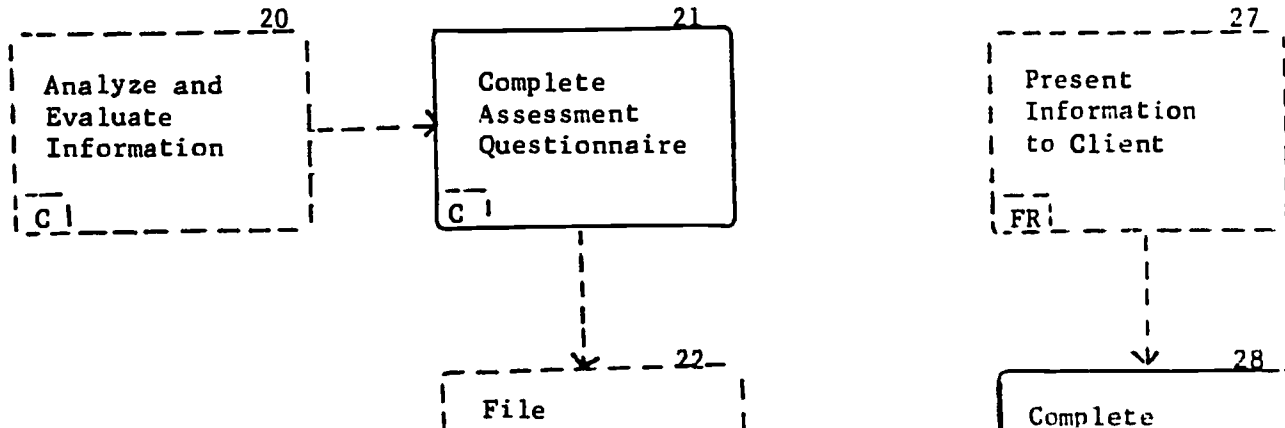 20
Analyze and
Evaluate
Information
C
21
Complete
Assessment
Questionnaire
C
22
File
27
Present
Information
to Client
FR
28
Complete